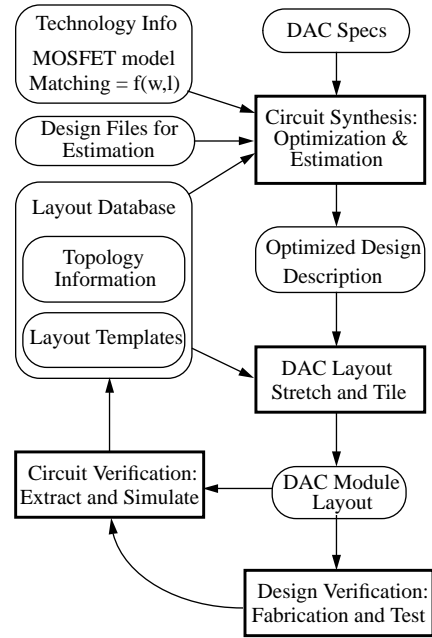 Technology Info
MOSFET model
Matching = f(w,l)
DAC Specs
Design Files for
Estimation
Circuit Synthesis:
Optimization &
Estimation
Layout Database
Topology
Information
Layout Templates
Optimized Design
Description
DAC Layout
Stretch and Tile
Circuit Verification:
Extract and Simulate
DAC Module
Layout
Design Verification:
Fabrication and Test